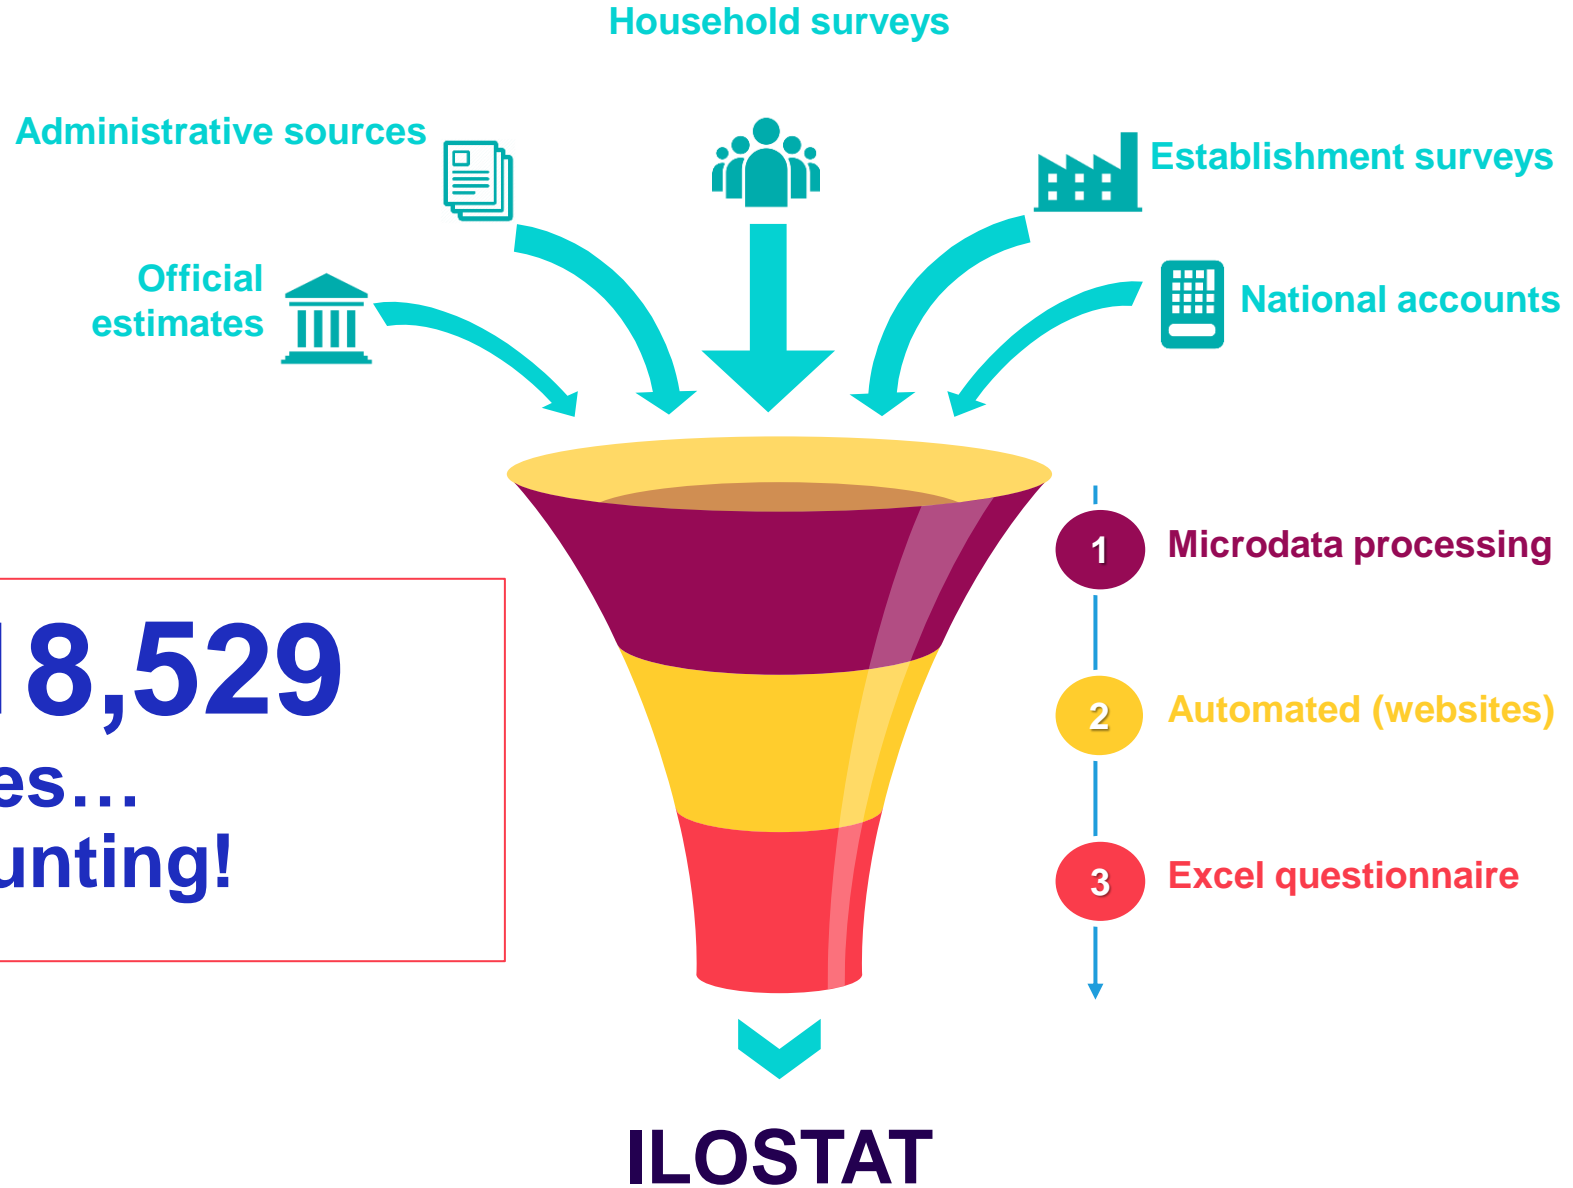 Household surveys
Administrative sources
Establishment surveys
Official
estimates
National accounts
1 Microdata processing
18,529
es…
unting!
2 Automated (websites)
3 Excel questionnaire
ILOSTAT